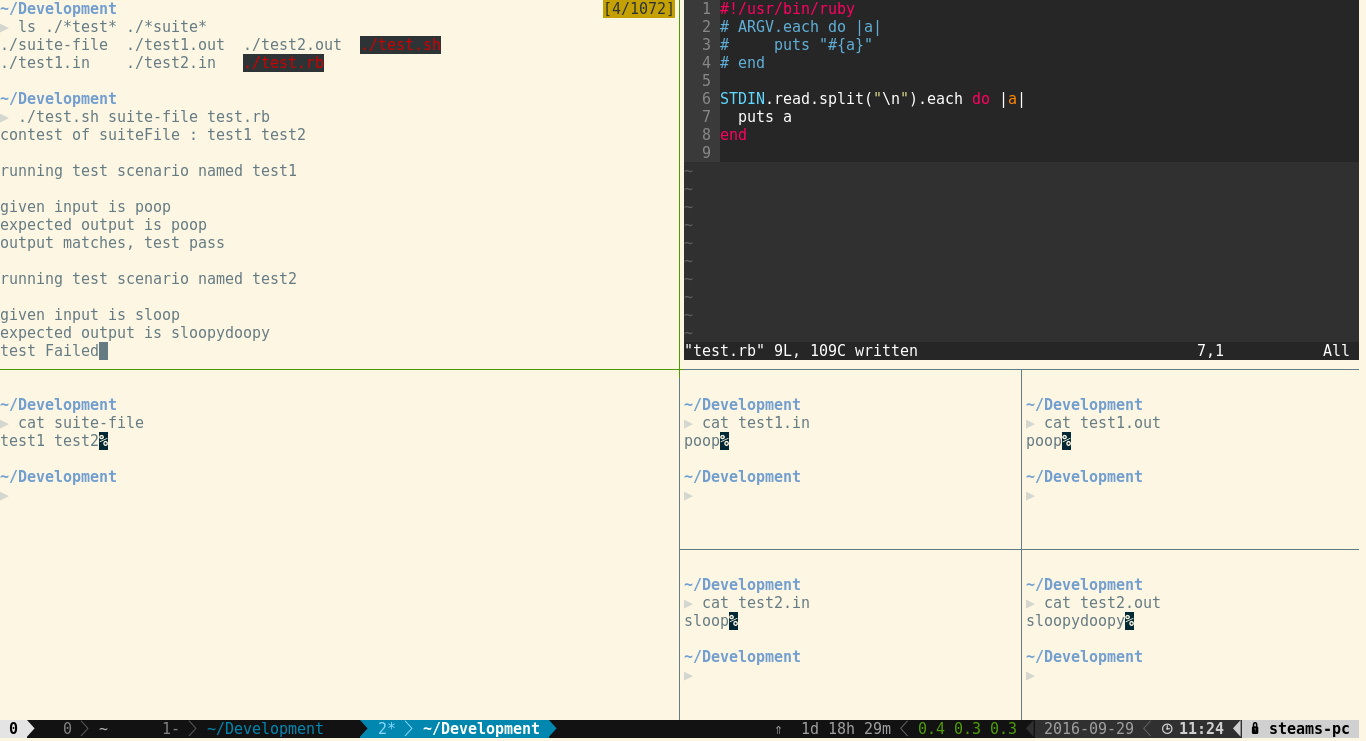 ~/Development [4/1072]
▶ ls ./*test* ./*suite*
./suite-file ./test1.out ./test2.out ./test.sh
./test1.in ./test2.in ./test.rb
~/Development
▶ ./test.sh suite-file test.rb
contest of suiteFile : test1 test2
running test scenario named test1
given input is poop
expected output is poop
output matches, test pass
running test scenario named test2
given input is sloop
expected output is sloopydoopy
test Failed
1 #!/usr/bin/ruby
2 # ARGV.each do |a|
3 #     puts "#{a}"
4 # end
5
6 STDIN.read.split("\n").each do |a|
7   puts a
8 end
9
~
~
~
~
~
~
~
~
~
~
"test.rb" 9L, 109C written 7,1 All
~/Development
▶ cat suite-file
test1 test2%
~/Development
▶
~/Development
▶ cat test1.in
poop%
~/Development
▶
~/Development
▶ cat test1.out
poop%
~/Development
▶
~/Development
▶ cat test2.in
sloop%
~/Development
▶
~/Development
▶ cat test2.out
sloopydoopy%
~/Development
▶
0 0 ~ 1- ~/Development 2* ~/Development ⇑ 1d 18h 29m 0.4 0.3 0.3 2016-09-29 11:24 steams-pc